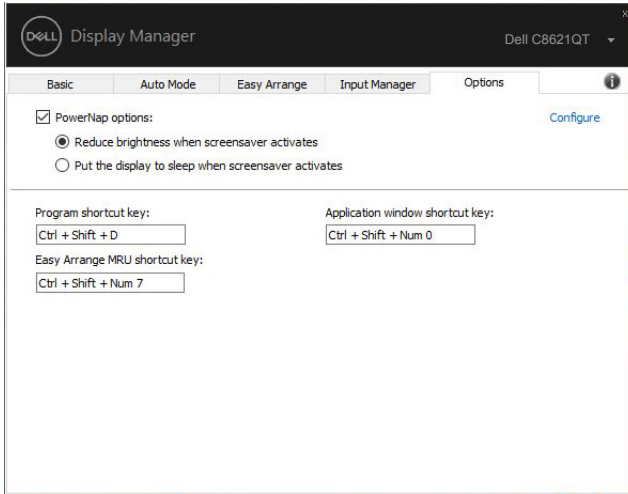 x
DELL Display Manager
Dell C8621QT
Basic Auto Mode Easy Arrange Input Manager Options i
PowerNap options: Configure
Reduce brightness when screensaver activates
Put the display to sleep when screensaver activates
Program shortcut key: Application window shortcut key:
Ctrl + Shift + D Ctrl + Shift + Num 0
Easy Arrange MRU shortcut key:
Ctrl + Shift + Num 7